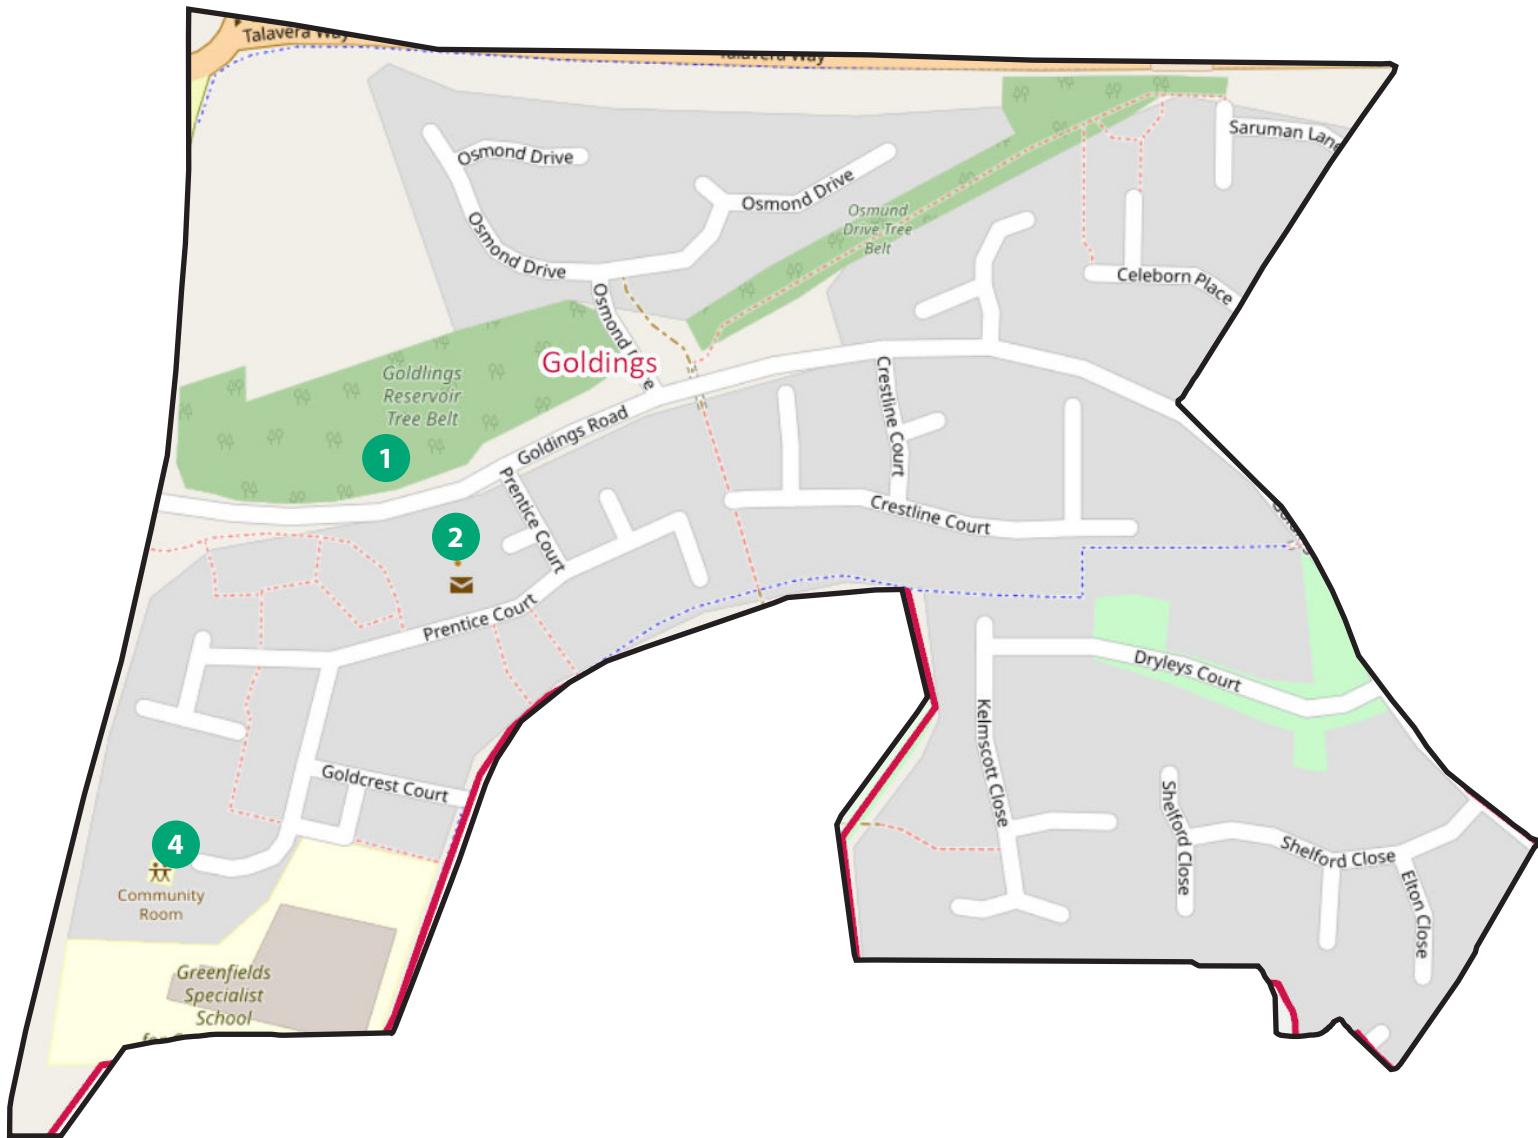 Talavera Way
Talavera Way
Saruman Lane
Osmond Drive
Osmond Drive
Osmund
Drive Tree
Belt
Osmond Drive
Celeborn Place
Osmond Drive
Goldings
Goldlings
Reservoir
Tree Belt
Crestline Court
Goldings Road
1
Prentice Court
Crestline Court
2
Prentice Court
Dryleys Court
Kelmscott Close
Goldcrest Court
Shelford Close
4
Shelford Close
Community
Room
Elton Close
Greenfields
Specialist
School